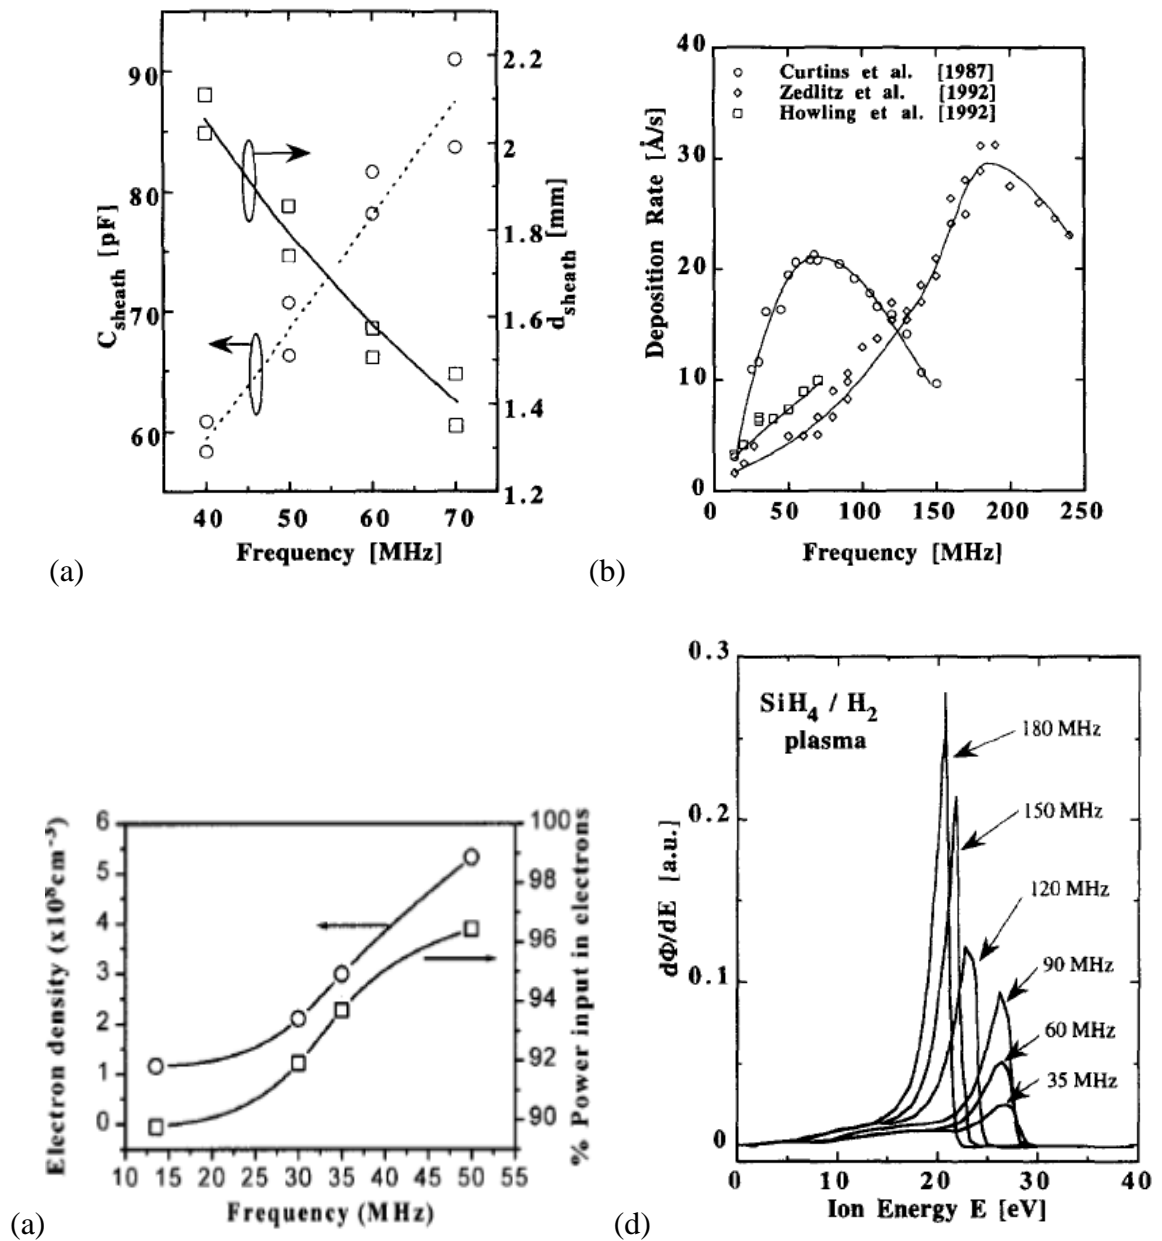 90
80
70
60
C_sheath [pF]
2.2
2
1.8
1.6
1.4
1.2
d_sheath [mm]
40 50 60 70
Frequency [MHz]
(a)
40
30
20
10
0
Deposition Rate [Å/s]
Curtins et al. [1987]
Zedlitz et al. [1992]
Howling et al. [1992]
0 50 100 150 200 250
Frequency [MHz]
(b)
6
5
4
3
2
1
0
Electron density (x10⁸cm⁻³)
100
98
96
94
92
90
% Power input in electrons
10 15 20 25 30 35 40 45 50 55
Frequency (MHz)
(a)
0.3
0.2
0.1
0
dΦ/dE [a.u.]
SiH₄ / H₂
plasma
180 MHz
150 MHz
120 MHz
90 MHz
60 MHz
35 MHz
0 10 20 30 40
Ion Energy E [eV]
(d)